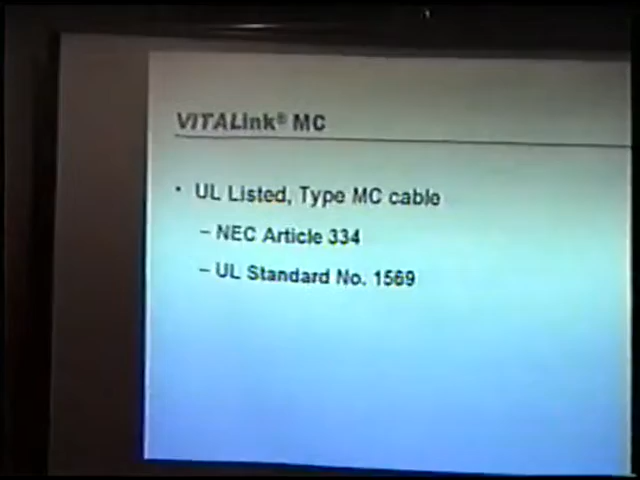 VITALink® MC
• UL Listed, Type MC cable
– NEC Article 334
– UL Standard No. 1569